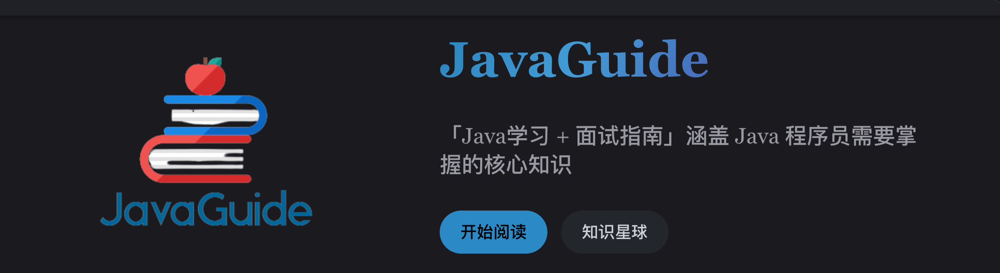 JavaGuide
JavaGuide
「Java学习 + 面试指南」涵盖 Java 程序员需要掌
握的核心知识
开始阅读
知识星球